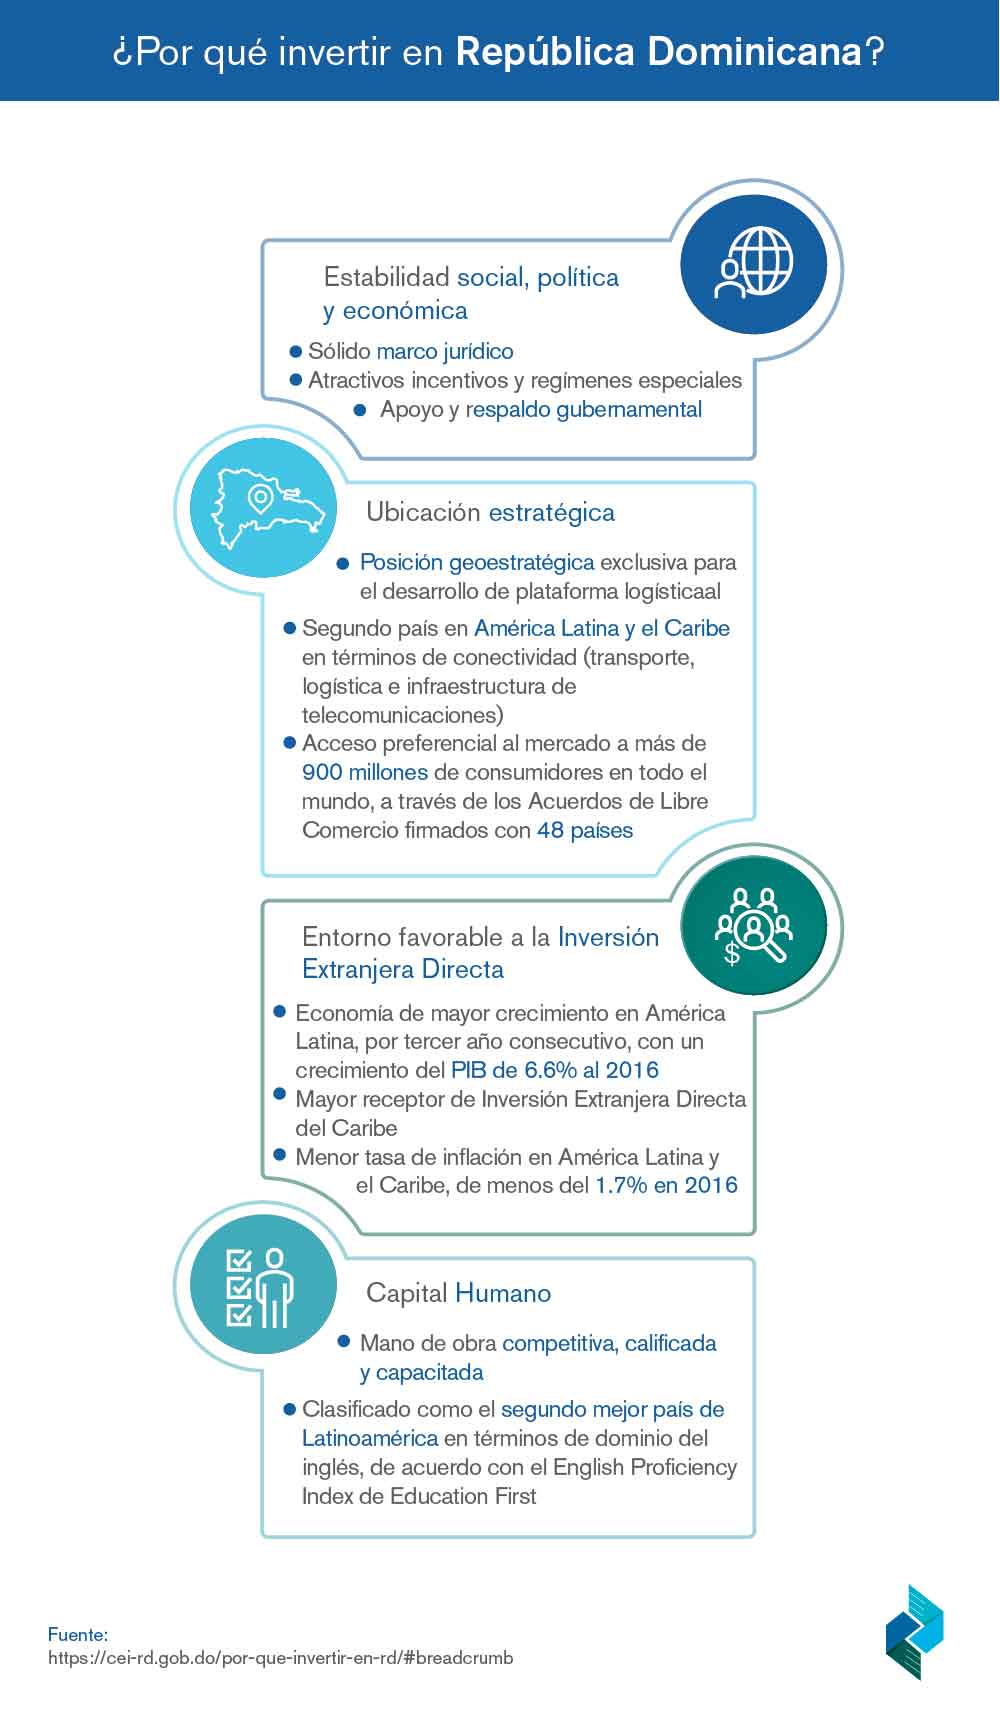 ¿Por qué invertir en República Dominicana?
Estabilidad social, política
y económica
● Sólido marco jurídico
● Atractivos incentivos y regímenes especiales
● Apoyo y respaldo gubernamental
Ubicación estratégica
● Posición geoestratégica exclusiva para
el desarrollo de plataforma logísticaal
● Segundo país en América Latina y el Caribe
en términos de conectividad (transporte,
logística e infraestructura de
telecomunicaciones)
● Acceso preferencial al mercado a más de
900 millones de consumidores en todo el
mundo, a través de los Acuerdos de Libre
Comercio firmados con 48 países
$
Entorno favorable a la Inversión
Extranjera Directa
● Economía de mayor crecimiento en América
Latina, por tercer año consecutivo, con un
crecimiento del PIB de 6.6% al 2016
● Mayor receptor de Inversión Extranjera Directa
del Caribe
● Menor tasa de inflación en América Latina y
el Caribe, de menos del 1.7% en 2016
Capital Humano
● Mano de obra competitiva, calificada
y capacitada
● Clasificado como el segundo mejor país de
Latinoamérica en términos de dominio del
inglés, de acuerdo con el English Proficiency
Index de Education First
Fuente:
https://cei-rd.gob.do/por-que-invertir-en-rd/#breadcrumb